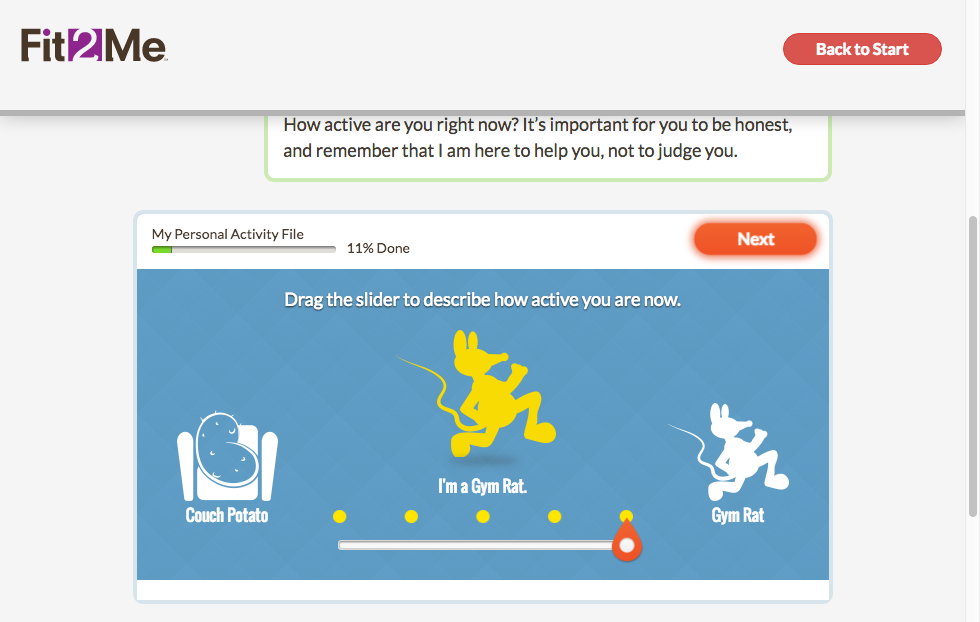 Fit2Me
Back to Start
How active are you right now? It's important for you to be honest,
and remember that I am here to help you, not to judge you.
My Personal Activity File
11% Done
Next
Drag the slider to describe how active you are now.
I'm a Gym Rat.
Couch Potato
Gym Rat